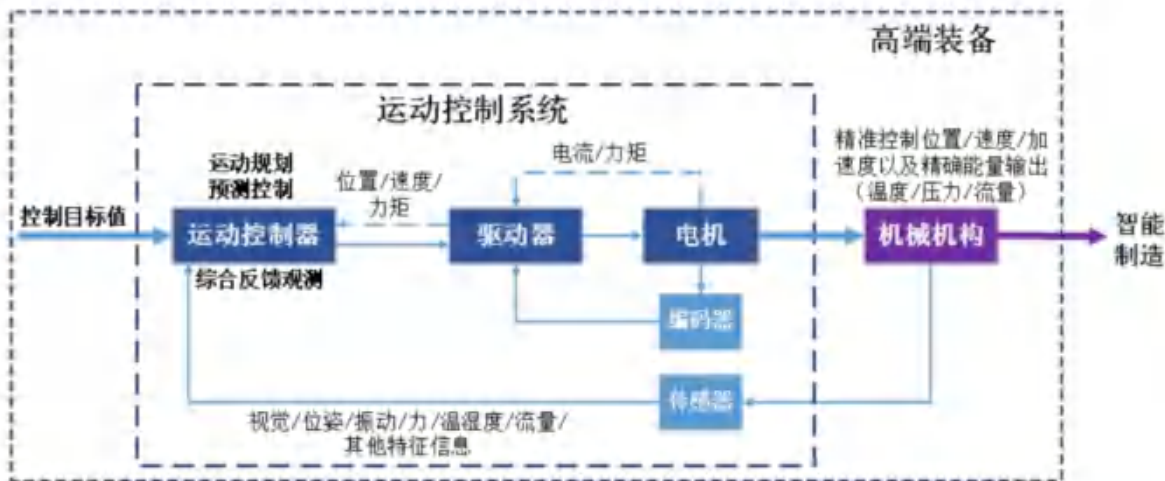 高端装备
运动控制系统
运动规划
预测控制
位置/速度/
力矩
电流/力矩
精准控制位置/速度/加
速度以及精确能量输出
（温度/压力/流量）
控制目标值
运动控制器
驱动器
电机
机械机构
智能
制造
综合反馈观测
编码器
传感器
视觉/位姿/振动/力/温湿度/流量/
其他特征信息